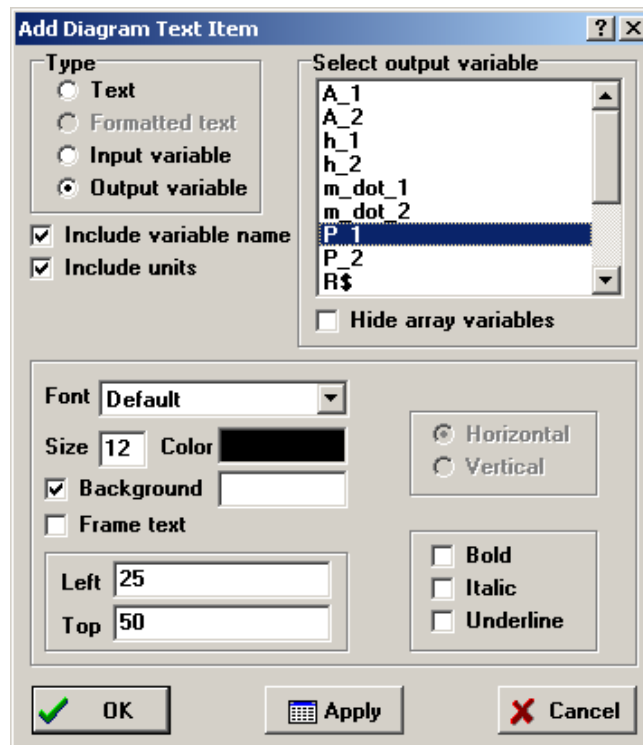 Add Diagram Text Item
Type
Text
Formatted text
Input variable
Output variable
Include variable name
Include units
Select output variable
A_1
A_2
h_1
h_2
m_dot_1
m_dot_2
P_1
P_2
R$
Hide array variables
Font Default
Size 12 Color
Background
Frame text
Left 25
Top 50
Horizontal
Vertical
Bold
Italic
Underline
OK Apply Cancel